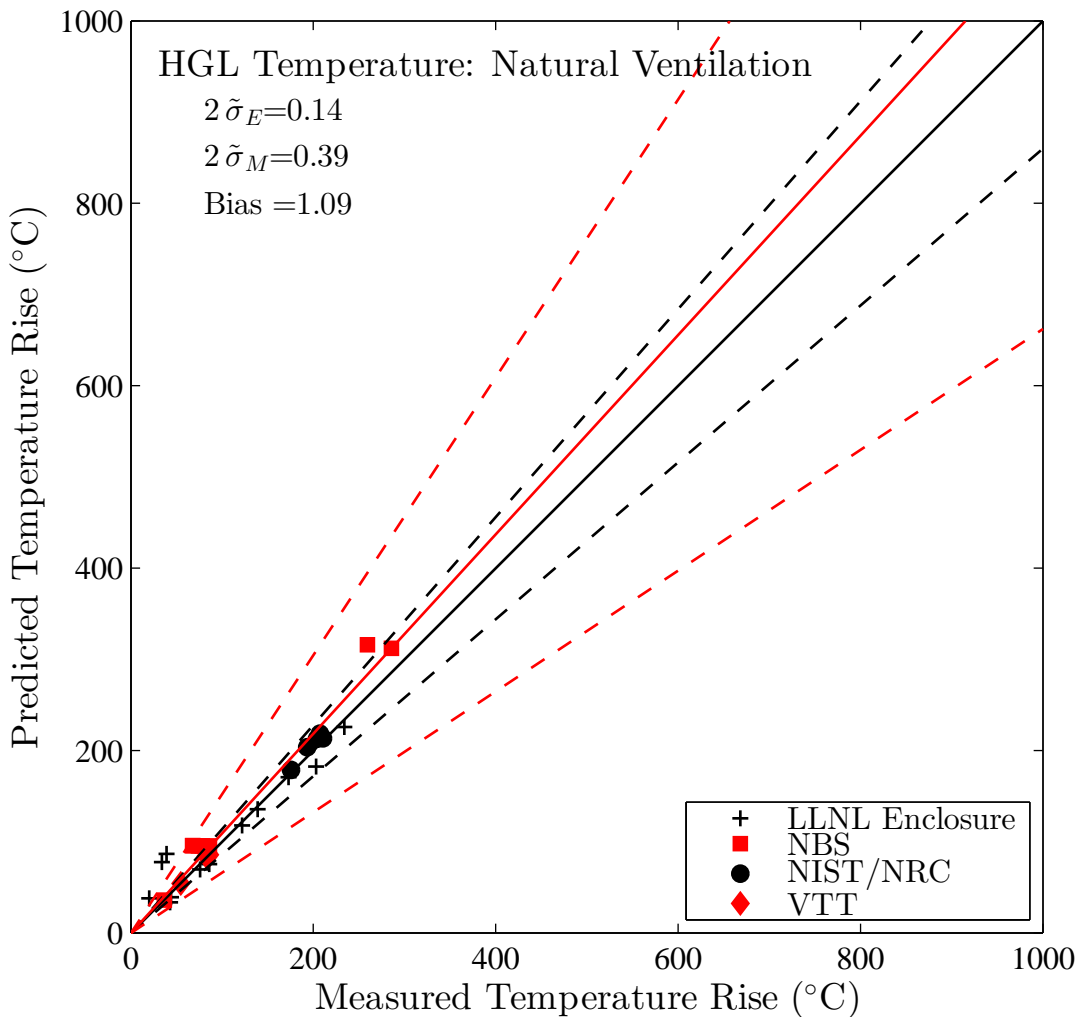 HGL Temperature: Natural Ventilation
2 σ̃_E=0.14
2 σ̃_M=0.39
Bias =1.09
Predicted Temperature Rise (°C)
1000
800
600
400
200
0
0 200 400 600 800 1000
Measured Temperature Rise (°C)
LLNL Enclosure
NBS
NIST/NRC
VTT